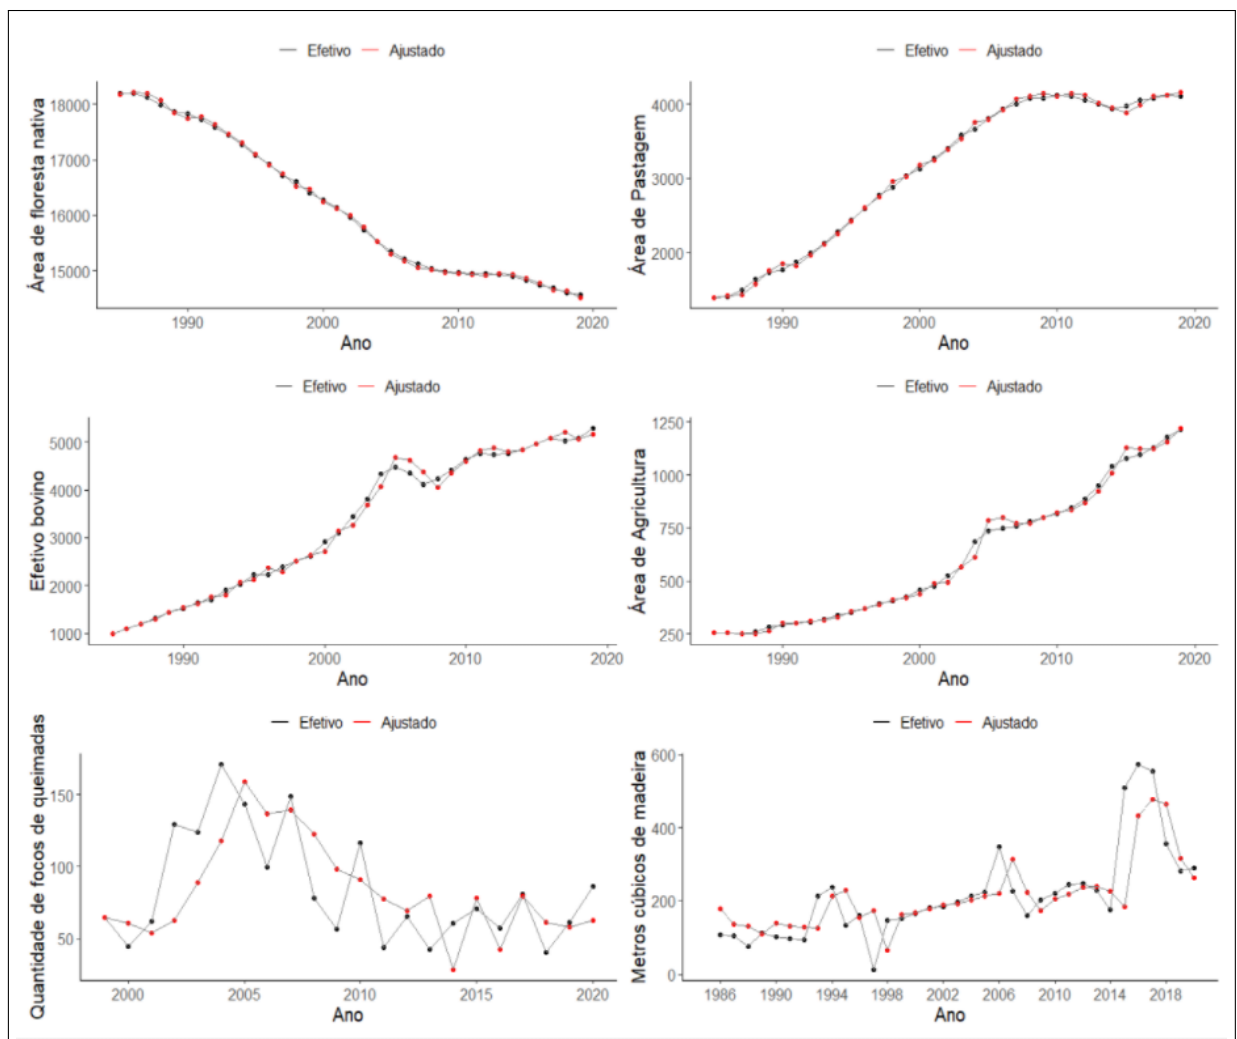 Efetivo Ajustado
Área de floresta nativa
18000
17000
16000
15000
1990 2000 2010 2020
Ano
Efetivo Ajustado
Área de Pastagem
4000
3000
2000
1990 2000 2010 2020
Ano
Efetivo Ajustado
Efetivo bovino
5000
4000
3000
2000
1000
1990 2000 2010 2020
Ano
Efetivo Ajustado
Área de Agricultura
1250
1000
750
500
250
1990 2000 2010 2020
Ano
Efetivo Ajustado
Quantidade de focos de queimadas
150
100
50
2000 2005 2010 2015 2020
Ano
Efetivo Ajustado
Metros cúbicos de madeira
600
400
200
0
1986 1990 1994 1998 2002 2006 2010 2014 2018
Ano